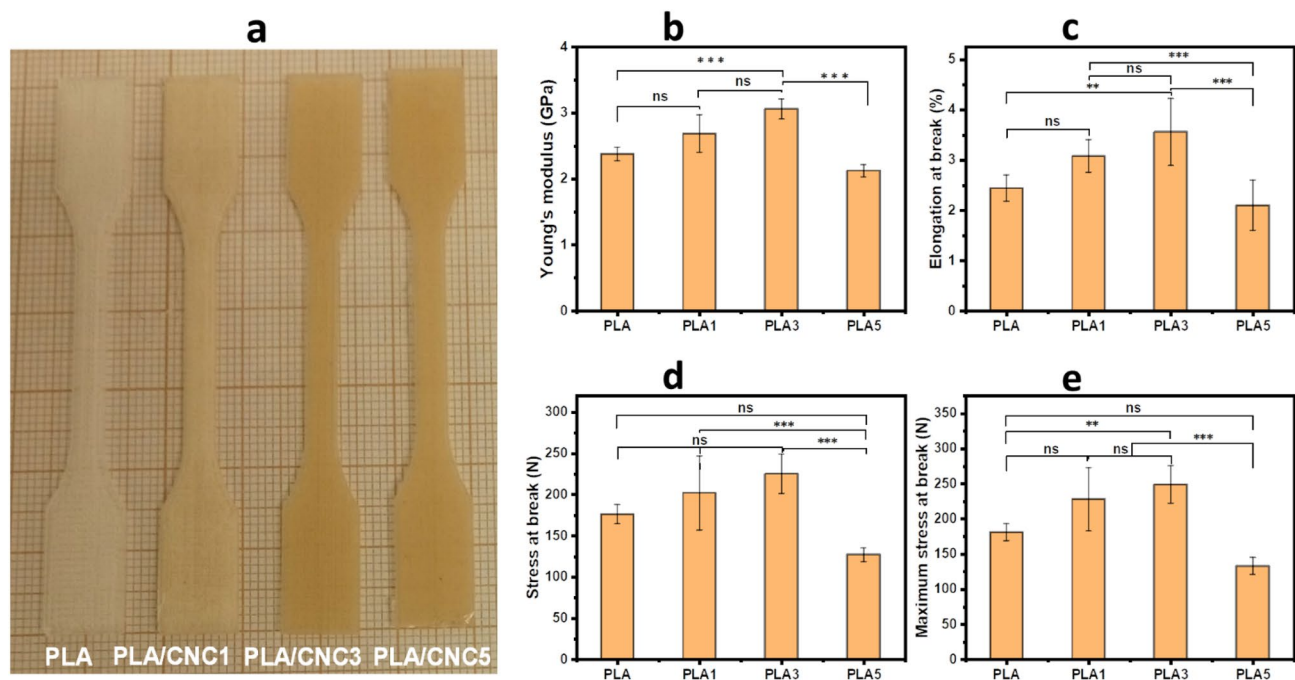 a
PLA PLA/CNC1 PLA/CNC3 PLA/CNC5
b
Young's modulus (GPa)
4
3
2
1
0
* * *
* * *
ns
ns
PLA PLA1 PLA3 PLA5
c
Elongation at break (%)
5
4
3
2
1
0
***
ns
**
***
ns
PLA PLA1 PLA3 PLA5
d
Stress at break (N)
300
250
200
150
100
50
0
ns
***
ns
***
PLA PLA1 PLA3 PLA5
e
Maximum stress at break (N)
350
300
250
200
150
100
50
0
ns
**
***
ns ns
PLA PLA1 PLA3 PLA5